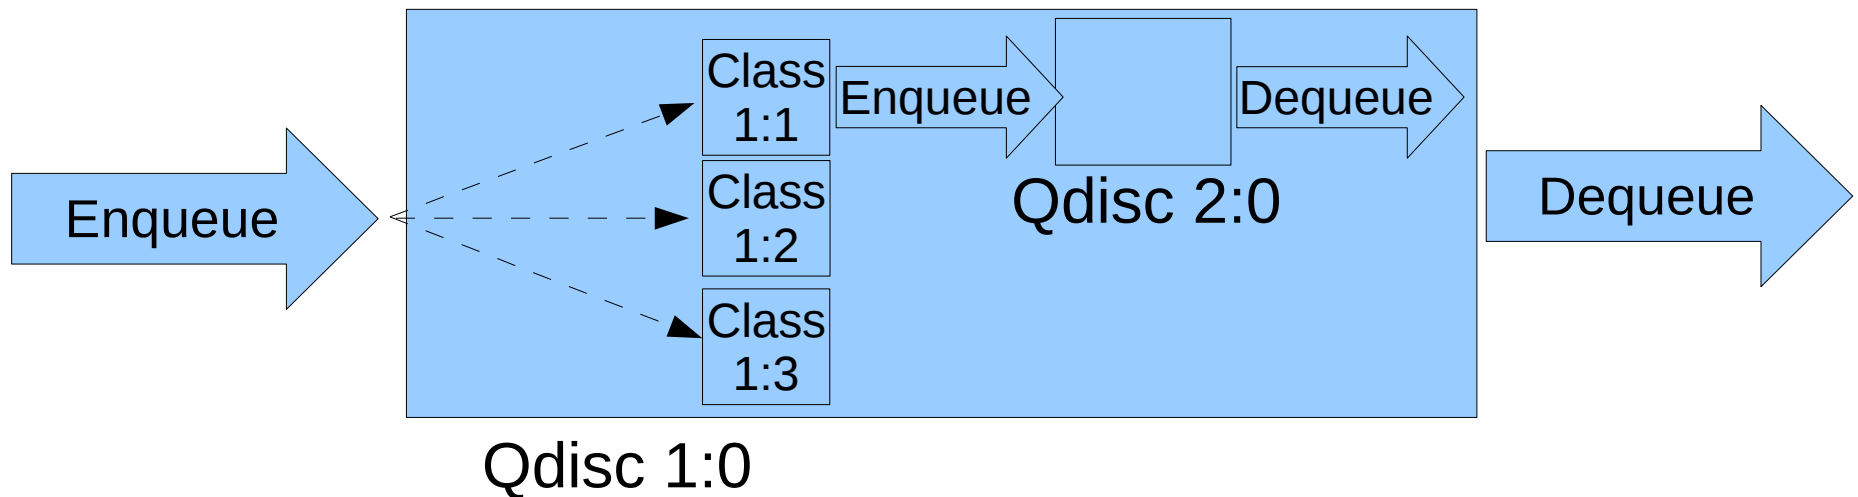 Enqueue
Class
1:1
Class
1:2
Class
1:3
Enqueue
Dequeue
Qdisc 2:0
Dequeue
Qdisc 1:0